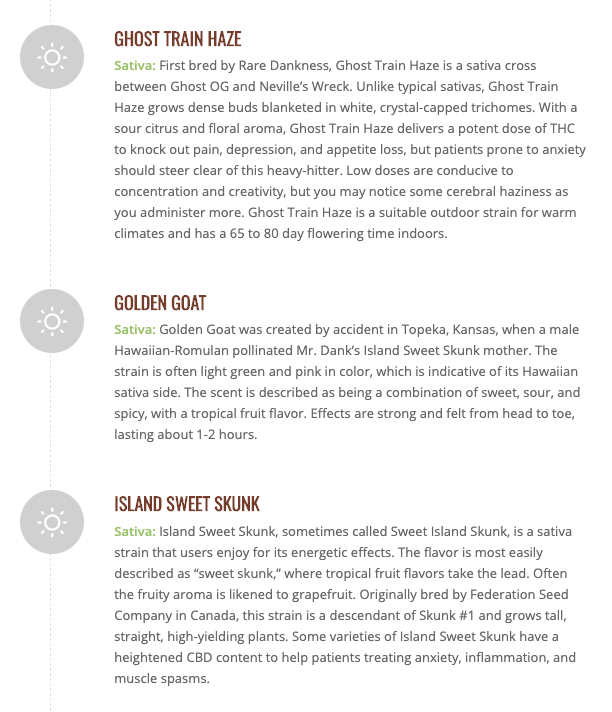 GHOST TRAIN HAZE
Sativa: First bred by Rare Dankness, Ghost Train Haze is a sativa cross
between Ghost OG and Neville’s Wreck. Unlike typical sativas, Ghost Train
Haze grows dense buds blanketed in white, crystal-capped trichomes. With a
sour citrus and floral aroma, Ghost Train Haze delivers a potent dose of THC
to knock out pain, depression, and appetite loss, but patients prone to anxiety
should steer clear of this heavy-hitter. Low doses are conducive to
concentration and creativity, but you may notice some cerebral haziness as
you administer more. Ghost Train Haze is a suitable outdoor strain for warm
climates and has a 65 to 80 day flowering time indoors.
GOLDEN GOAT
Sativa: Golden Goat was created by accident in Topeka, Kansas, when a male
Hawaiian-Romulan pollinated Mr. Dank’s Island Sweet Skunk mother. The
strain is often light green and pink in color, which is indicative of its Hawaiian
sativa side. The scent is described as being a combination of sweet, sour, and
spicy, with a tropical fruit flavor. Effects are strong and felt from head to toe,
lasting about 1-2 hours.
ISLAND SWEET SKUNK
Sativa: Island Sweet Skunk, sometimes called Sweet Island Skunk, is a sativa
strain that users enjoy for its energetic effects. The flavor is most easily
described as “sweet skunk,” where tropical fruit flavors take the lead. Often
the fruity aroma is likened to grapefruit. Originally bred by Federation Seed
Company in Canada, this strain is a descendant of Skunk #1 and grows tall,
straight, high-yielding plants. Some varieties of Island Sweet Skunk have a
heightened CBD content to help patients treating anxiety, inflammation, and
muscle spasms.